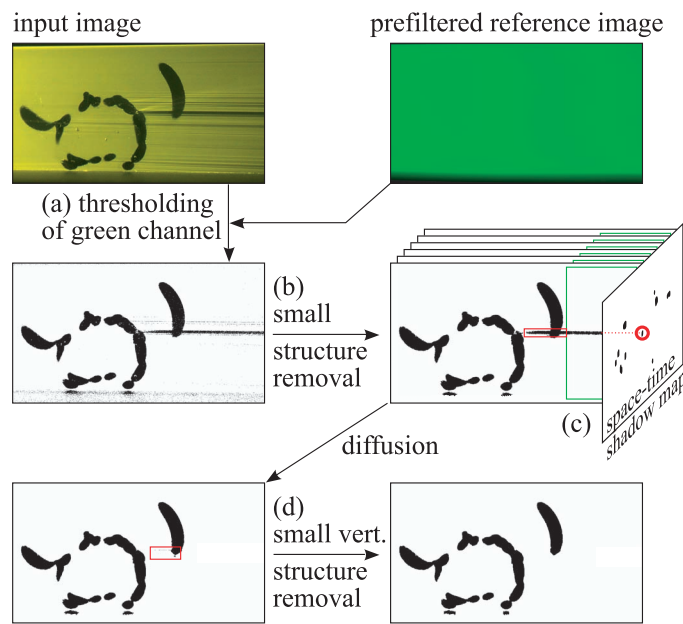 input image
prefiltered reference image
(a) thresholding
of green channel
(b)
small
structure
removal
(c)
space-time
shadow map
diffusion
(d)
small vert.
structure
removal